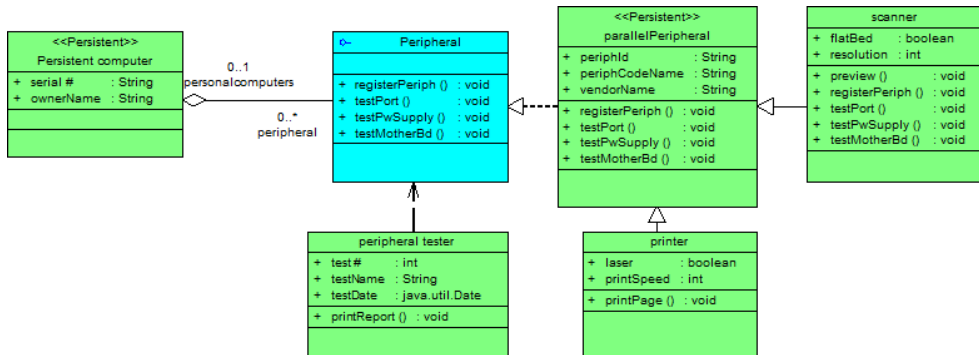 <<Persistent>>
Persistent computer
+ serial # : String
+ ownerName : String
0..1
personalcomputers
0..*
peripheral
Peripheral
+ registerPeriph () : void
+ testPort () : void
+ testPwSupply () : void
+ testMotherBd () : void
<<Persistent>>
parallelPeripheral
+ periphId : String
+ periphCodeName : String
+ vendorName : String
+ registerPeriph () : void
+ testPort () : void
+ testPwSupply () : void
+ testMotherBd () : void
scanner
+ flatBed : boolean
+ resolution : int
+ preview () : void
+ registerPeriph () : void
+ testPort () : void
+ testPwSupply () : void
+ testMotherBd () : void
peripheral tester
+ test # : int
+ testName : String
+ testDate : java.util.Date
+ printReport () : void
printer
+ laser : boolean
+ printSpeed : int
+ printPage () : void